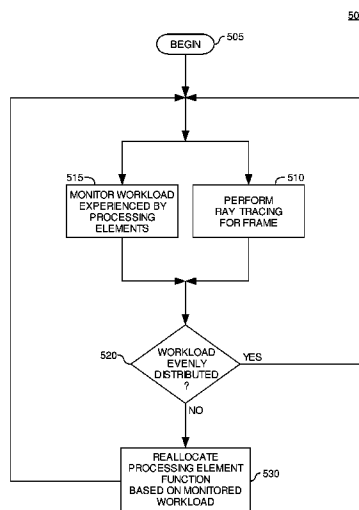 50
BEGIN
505
515
MONITOR WORKLOAD
EXPERIENCED BY
PROCESSING
ELEMENTS
510
PERFORM
RAY TRACING
FOR FRAME
520
WORKLOAD
EVENLY
DISTRIBUTED
?
YES
NO
REALLOCATE
PROCESSING ELEMENT
FUNCTION
BASED ON MONITORED
WORKLOAD
530